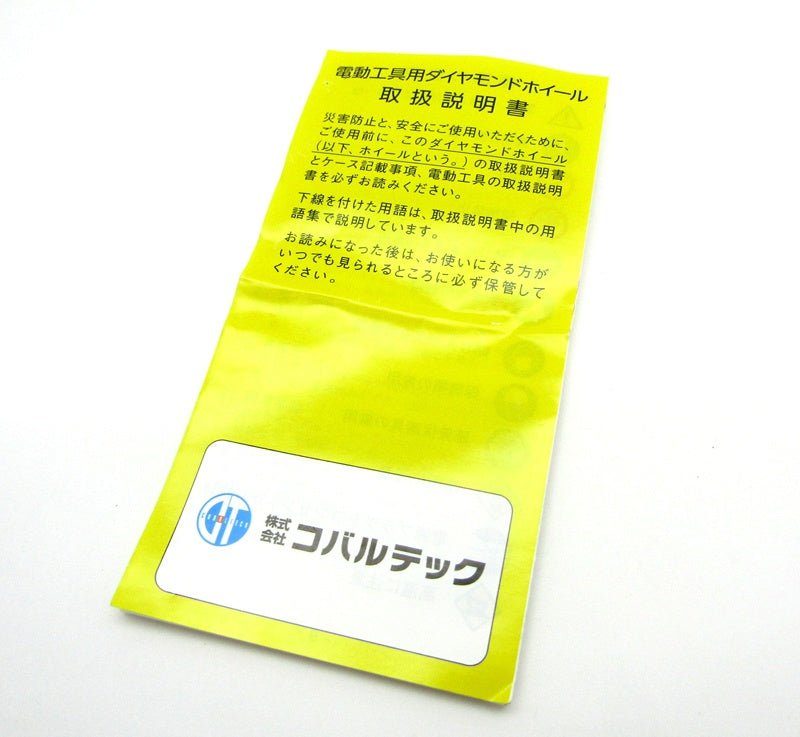 電動工具用ダイヤモンドホイール
取扱説明書
災害防止と、安全にご使用いただくために、
ご使用前に、このダイヤモンドホイール
(以下、ホイールという。)の取扱説明書
とケース記載事項、電動工具の取扱説明
書を必ずお読みください。
下線を付けた用語は、取扱説明書中の用
語集で説明しています。
お読みになった後は、お使いになる方が
いつでも見られるところに必ず保管して
ください。
株式
会社
コバルテック